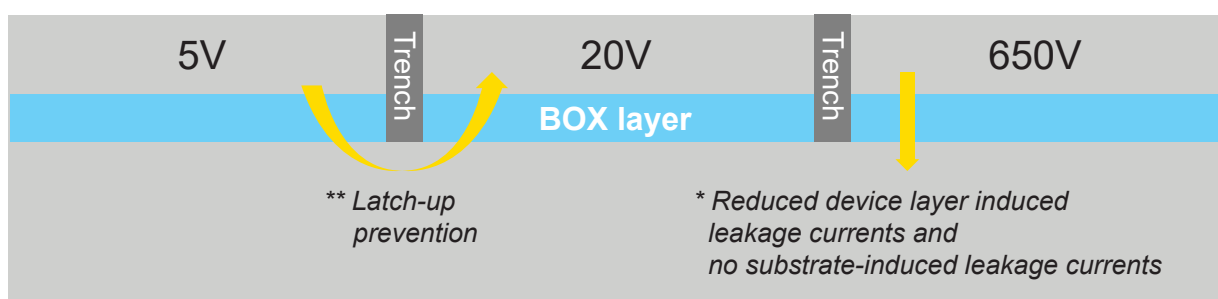 5V
Trench
20V
Trench
650V
BOX layer
** Latch-up
prevention
* Reduced device layer induced
leakage currents and
no substrate-induced leakage currents